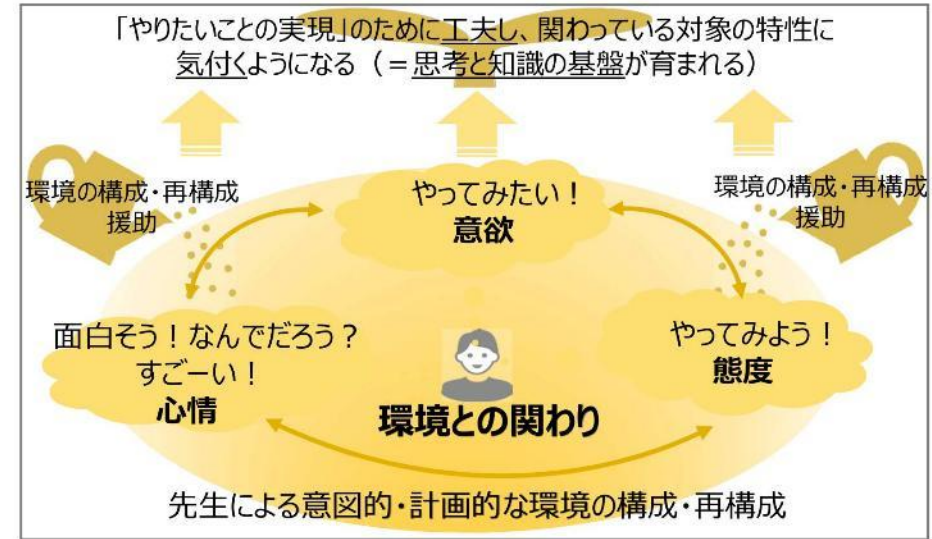 「やりたいことの実現」のために工夫し、関わっている対象の特性に
気付くようになる（＝思考と知識の基盤が育まれる）
環境の構成・再構成
援助
やってみたい！
意欲
環境の構成・再構成
援助
面白そう！なんでだろう？
すごーい！
心情
やってみよう！
態度
環境との関わり
先生による意図的・計画的な環境の構成・再構成